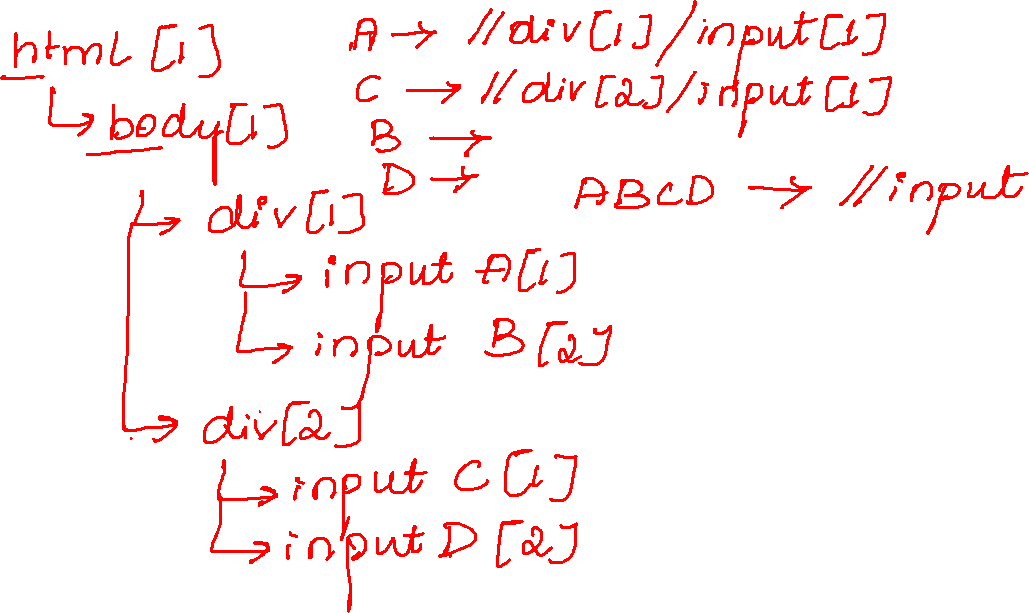 html [1]
A → //div[1]/input[1]
C → //div[2]/input[1]
↳ body[1]
B →
D →
ABCD → //input
↳ div[1]
↳ input A[1]
↳ input B[2]
↳ div[2]
↳ input C[1]
↳ input D[2]